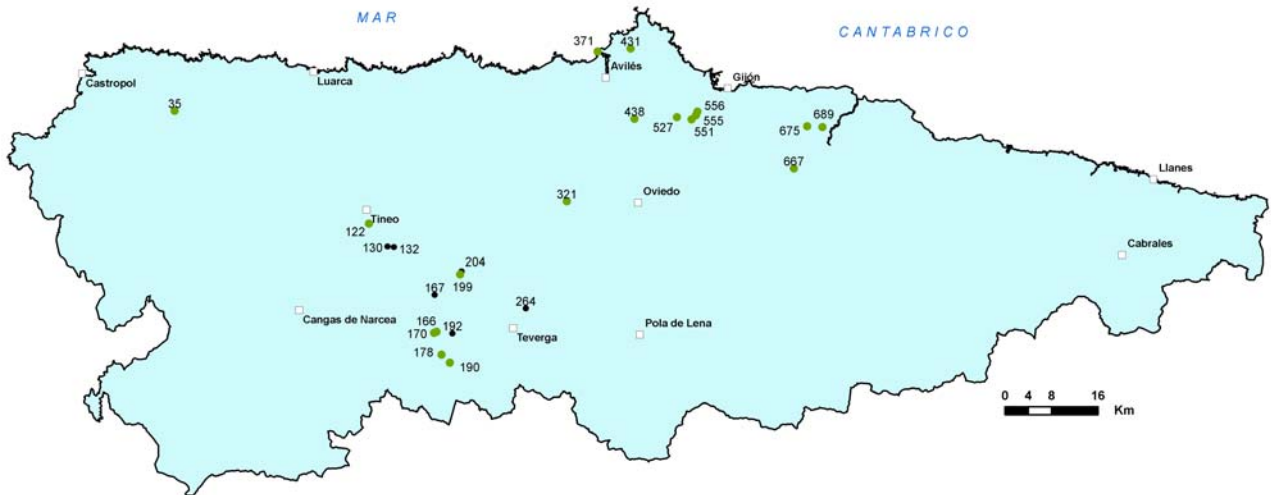 MAR
CANTABRICO
371
431
Avilés
Castropol
Luarca
Gijón
35
438
556
527
555
551
675
689
667
Llanes
321
Oviedo
Tineo
122
130
132
Cabrales
204
199
167
264
Cangas de Narcea
166
192
170
Teverga
Pola de Lena
178
190
0 4 8 16
Km